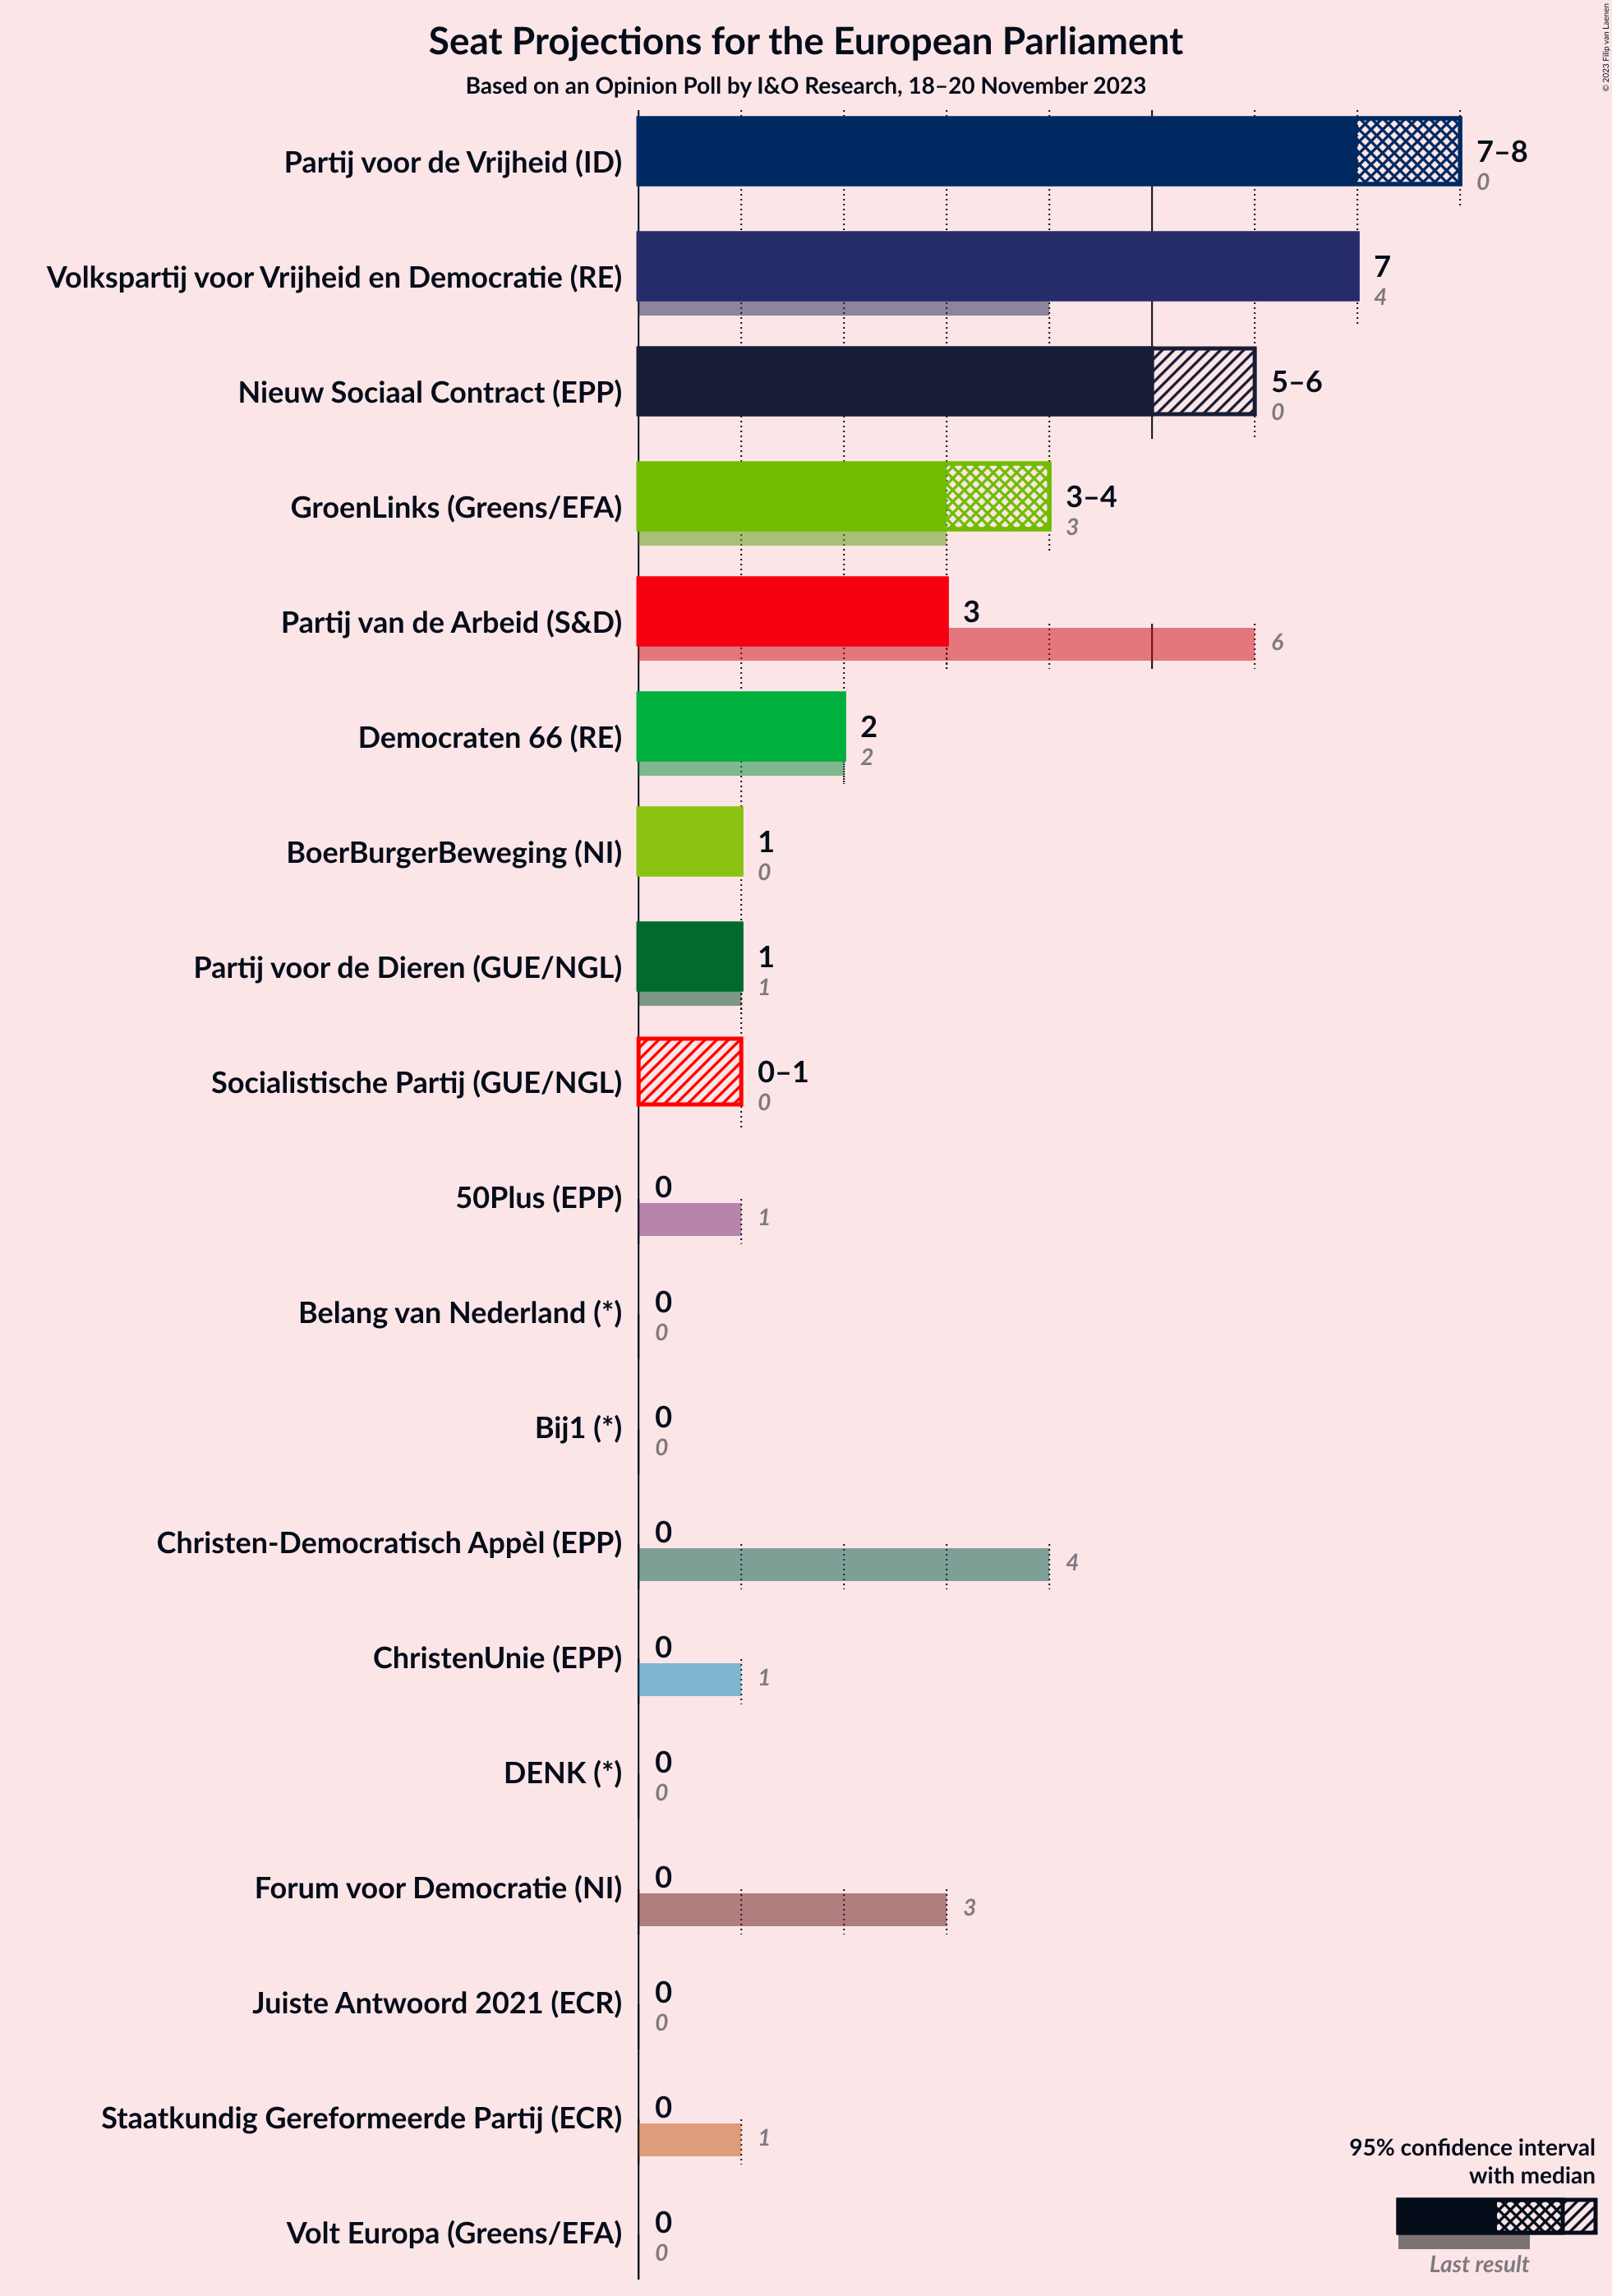 Seat Projections for the European Parliament
Based on an Opinion Poll by I&O Research, 18–20 November 2023
© 2023 Filip van Laenen
Partij voor de Vrijheid (ID)
7–8
0
Volkspartij voor Vrijheid en Democratie (RE)
7
4
Nieuw Sociaal Contract (EPP)
5–6
0
GroenLinks (Greens/EFA)
3–4
3
Partij van de Arbeid (S&D)
3
6
Democraten 66 (RE)
2
2
BoerBurgerBeweging (NI)
1
0
Partij voor de Dieren (GUE/NGL)
1
1
Socialistische Partij (GUE/NGL)
0–1
0
50Plus (EPP)
0
1
Belang van Nederland (*)
0
0
Bij1 (*)
0
0
Christen-Democratisch Appèl (EPP)
0
4
ChristenUnie (EPP)
0
1
DENK (*)
0
0
Forum voor Democratie (NI)
0
3
Juiste Antwoord 2021 (ECR)
0
0
Staatkundig Gereformeerde Partij (ECR)
0
1
Volt Europa (Greens/EFA)
0
0
95% confidence interval
with median
Last result